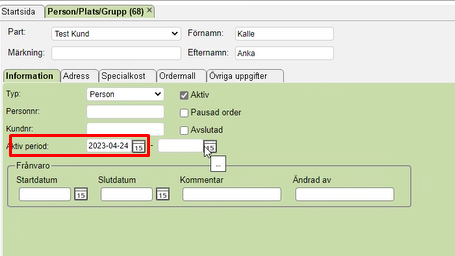 Startsida Person/Plats/Grupp (68) ×
Part: Test Kund Förnamn: Kalle
Märkning: Efternamn: Anka
Information Adress Specialkost Ordermall Övriga uppgifter
Typ: Person Aktiv
Personnr: Pausad order
Kundnr: Avslutad
Aktiv period: 2023-04-24 15 - 15
...
Frånvaro
Startdatum Slutdatum Kommentar Ändrad av
15 15